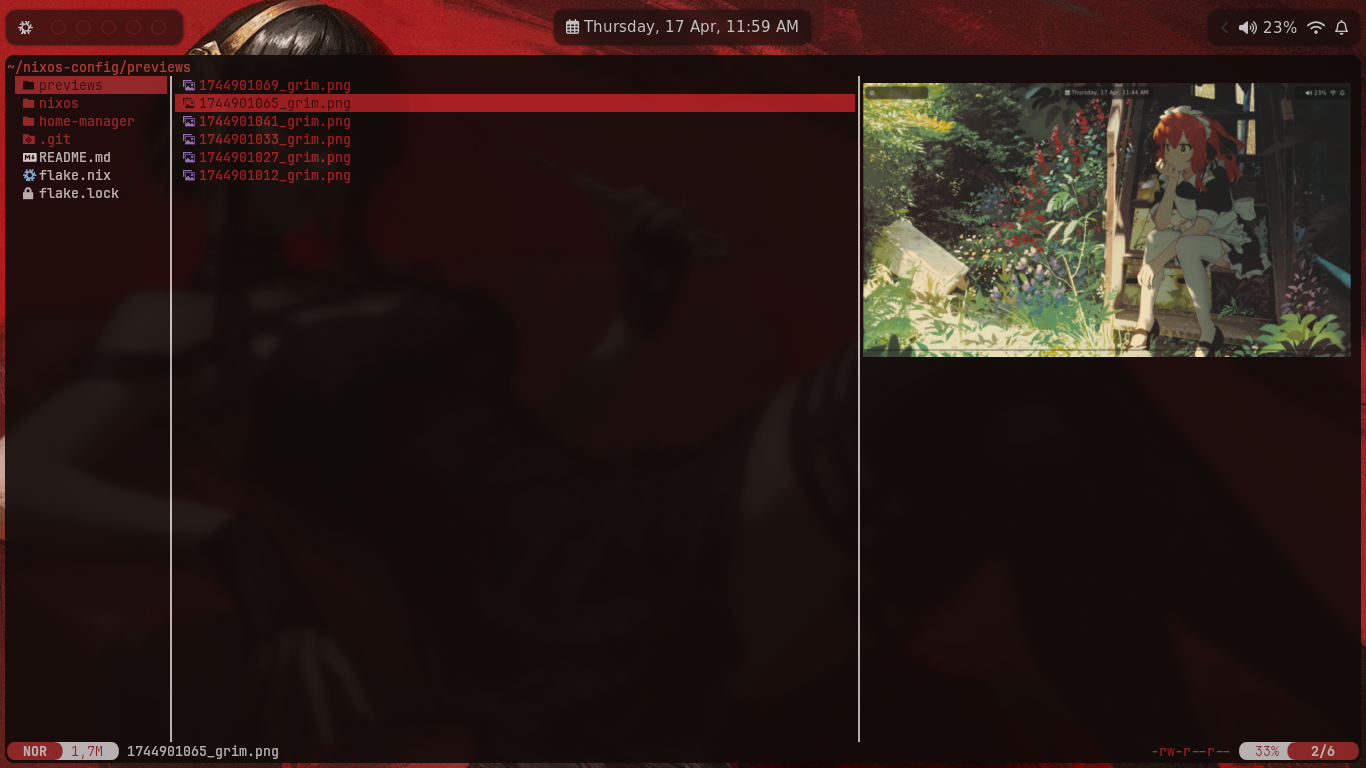 Thursday, 17 Apr, 11:59 AM
23%
~/nixos-config/previews
previews
nixos
home-manager
.git
README.md
flake.nix
flake.lock
1744901069_grim.png
1744901065_grim.png
1744901041_grim.png
1744901033_grim.png
1744901027_grim.png
1744901012_grim.png
Thursday, 17 Apr, 11:44 AM
23%
NOR 1,7M 1744901065_grim.png
-rw-r--r-- 33% 2/6